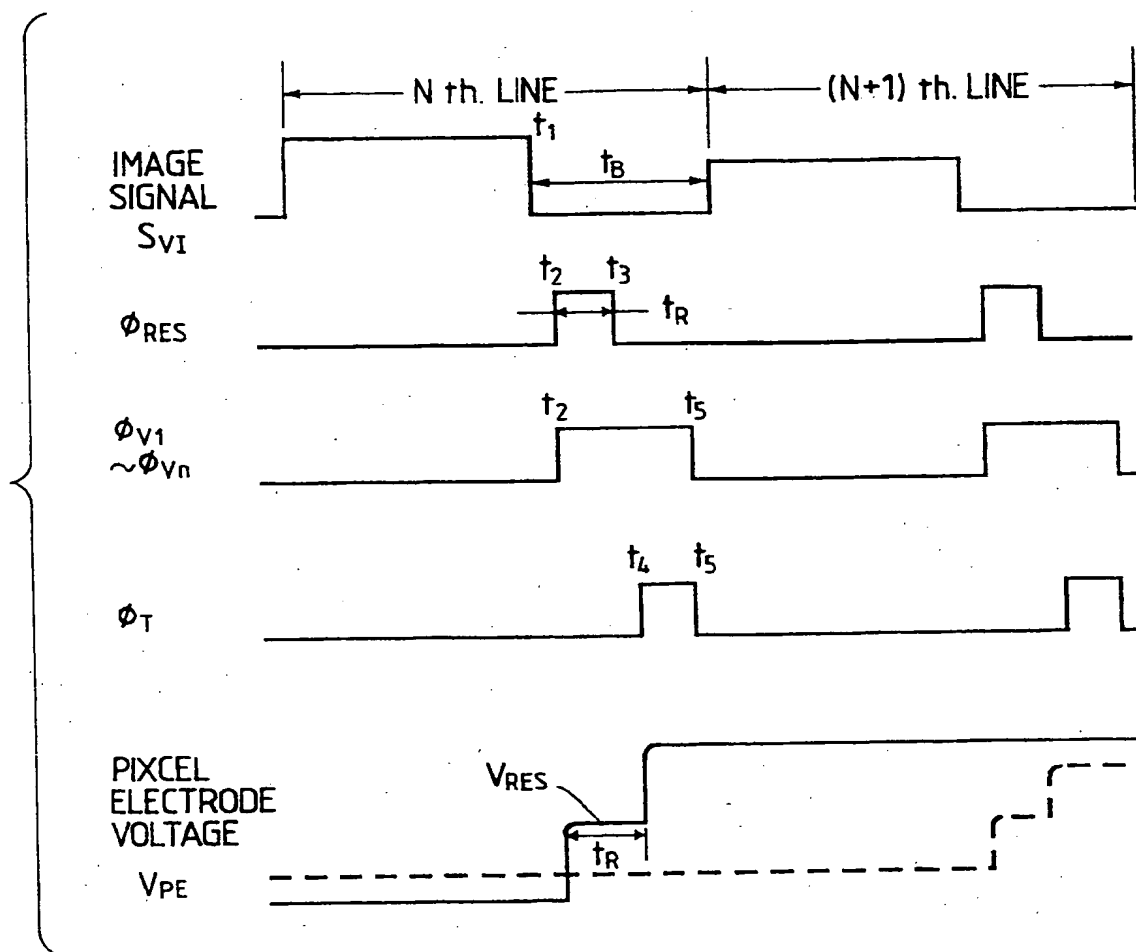 N th. LINE
(N+1) th. LINE
IMAGE
SIGNAL
SVI
t1
tB
ϕRES
t2
t3
tR
ϕV1
~ϕVn
t2
t5
ϕT
t4
t5
PIXCEL
ELECTRODE
VOLTAGE
VPE
VRES
tR